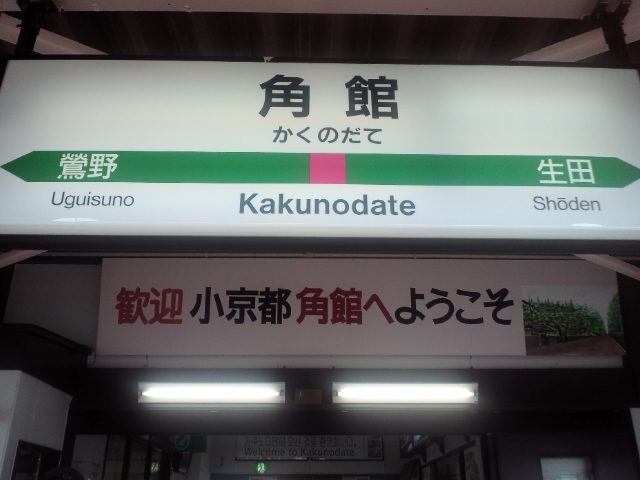 角館
かくのだて
鶯野 生田
Uguisuno Kakunodate Shōden
歓迎 小京都 角館へようこそ
Welcome to Kakunodate